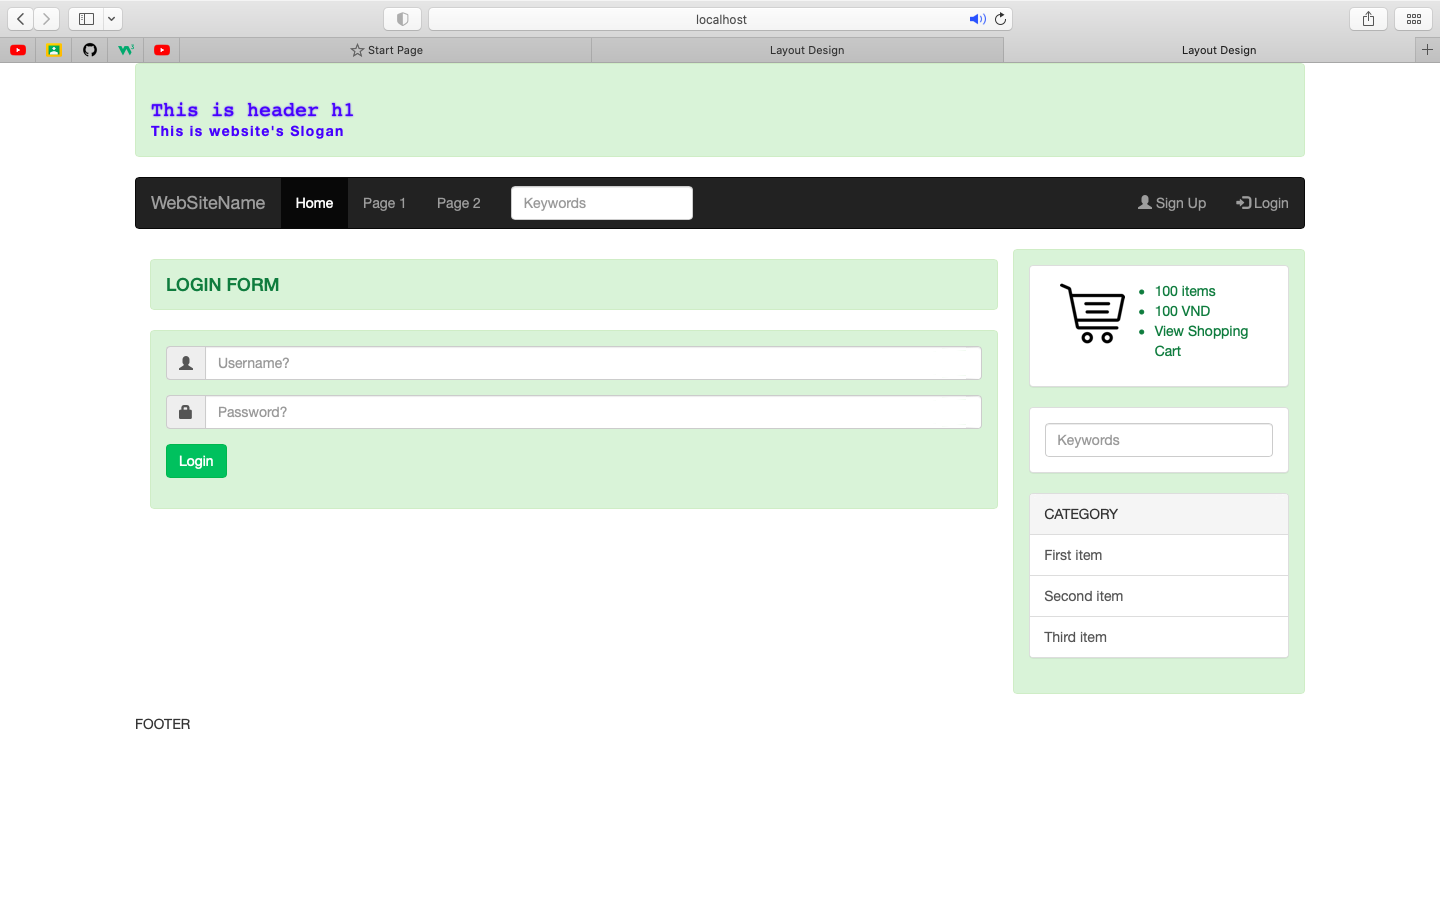 localhost
Start Page
Layout Design
Layout Design
This is header h1
This is website's Slogan
WebSiteName Home Page 1 Page 2 Keywords Sign Up Login
LOGIN FORM
Username?
Password?
Login
100 items
100 VND
View Shopping
Cart
Keywords
CATEGORY
First item
Second item
Third item
FOOTER